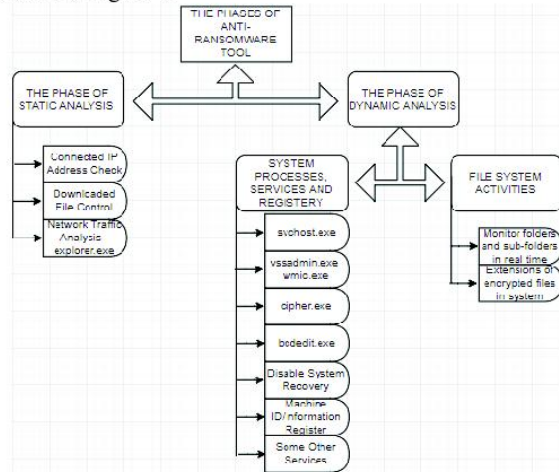 THE PHASES OF
ANTI-
RANSOMWARE
TOOL
THE PHASE OF
STATIC ANALYSIS
THE PHASE OF
DYNAMIC ANALYSIS
Connected IP
Address Check
Downloaded
File Control
Network Traffic
Analysis
explorer.exe
SYSTEM
PROCESSES,
SERVICES AND
REGISTERY
svchost.exe
vssadmin.exe
wmic.exe
cipher.exe
bcdedit.exe
Disable System
Recovery
Machine
ID/Information
Register
Some Other
Services
FILE SYSTEM
ACTIVITIES
Monitor folders
and sub-folders
in real time
Extensions of
encrypted files
in system